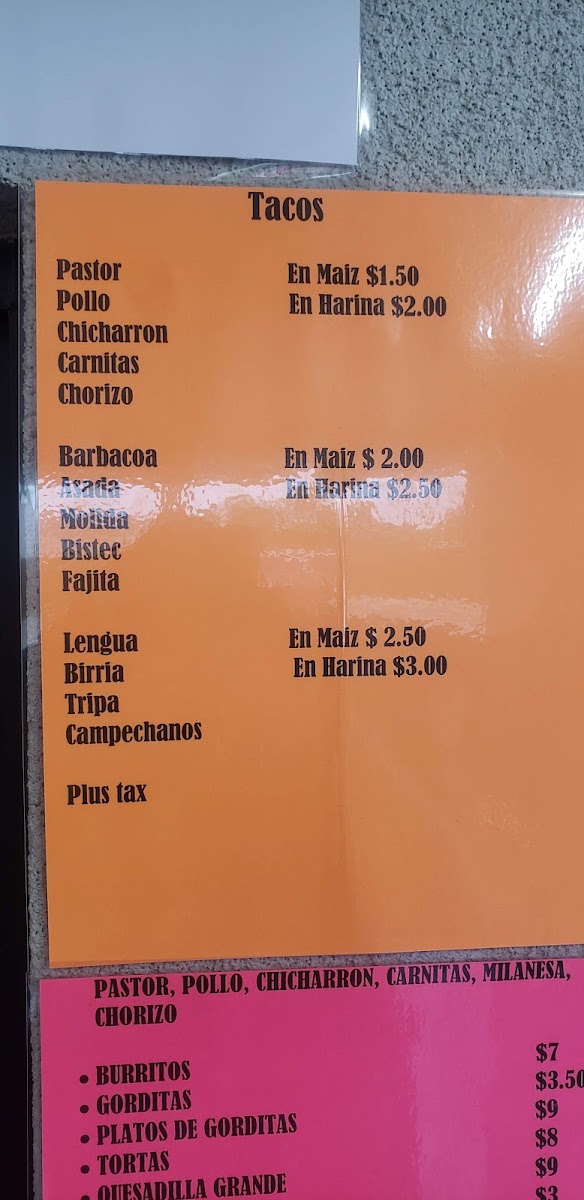 Tacos
Pastor En Maiz $1.50
Pollo En Harina $2.00
Chicharron
Carnitas
Chorizo
Barbacoa En Maiz $ 2.00
Asada En Harina $2.50
Molida
Bistec
Fajita
Lengua En Maiz $ 2.50
Birria En Harina $3.00
Tripa
Campechanos
Plus tax
PASTOR, POLLO, CHICHARRON, CARNITAS, MILANESA,
CHORIZO
• BURRITOS $7
• GORDITAS $3.50
• PLATOS DE GORDITAS $9
• TORTAS $8
• QUESADILLA GRANDE $9
$3